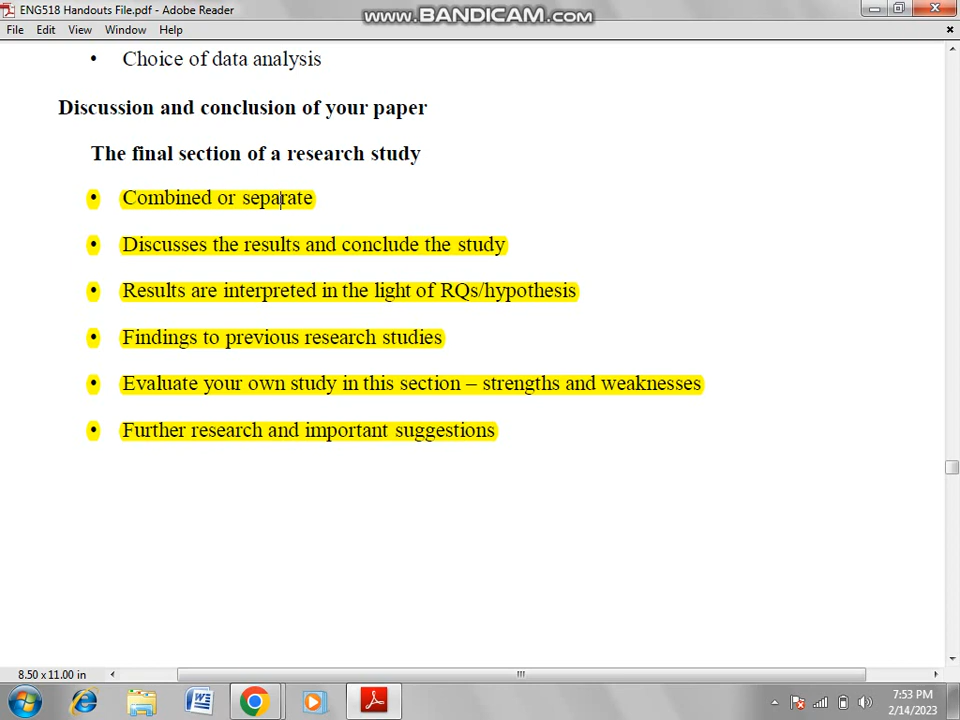 ENG518 Handouts File.pdf - Adobe Reader
www.BANDICAM.com
File Edit View Window Help
• Choice of data analysis
Discussion and conclusion of your paper
The final section of a research study
• Combined or separate
• Discusses the results and conclude the study
• Results are interpreted in the light of RQs/hypothesis
• Findings to previous research studies
• Evaluate your own study in this section – strengths and weaknesses
• Further research and important suggestions
8.50 x 11.00 in
7:53 PM
2/14/2023